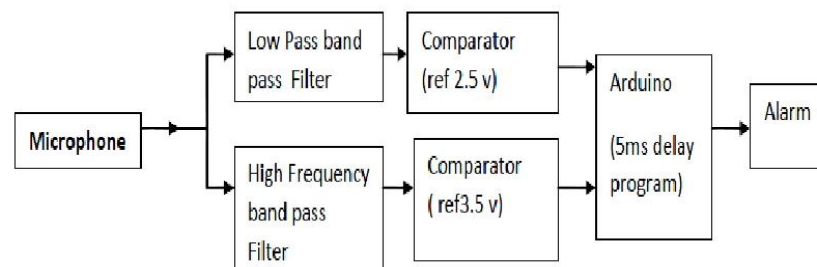 Microphone
Low Pass band
pass Filter
Comparator
(ref 2.5 v)
High Frequency
band pass
Filter
Comparator
( ref3.5 v)
Arduino
(5ms delay
program)
Alarm